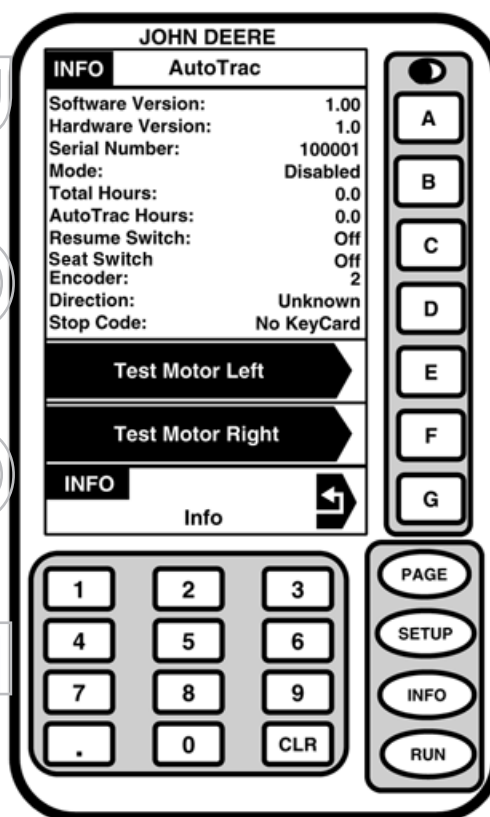 JOHN DEERE
INFO AutoTrac
Software Version: 1.00
Hardware Version: 1.0
Serial Number: 100001
Mode: Disabled
Total Hours: 0.0
AutoTrac Hours: 0.0
Resume Switch: Off
Seat Switch Off
Encoder: 2
Direction: Unknown
Stop Code: No KeyCard
Test Motor Left
Test Motor Right
INFO
Info
A
B
C
D
E
F
G
1 2 3
4 5 6
7 8 9
. 0 CLR
PAGE
SETUP
INFO
RUN